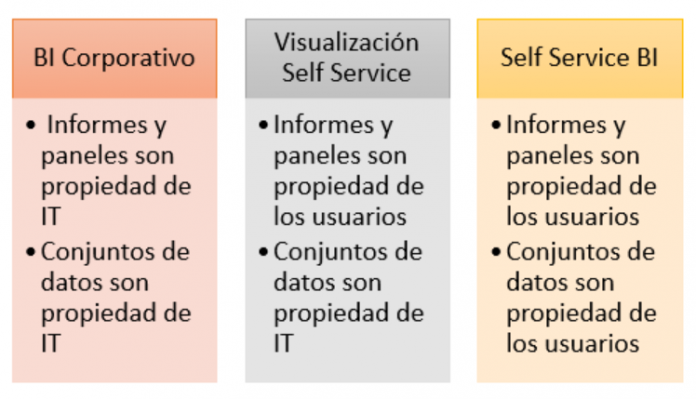 BI Corporativo
• Informes y
paneles son
propiedad de
IT
• Conjuntos de
datos son
propiedad de
IT
Visualización
Self Service
• Informes y
paneles son
propiedad de
los usuarios
• Conjuntos de
datos son
propiedad de
IT
Self Service BI
• Informes y
paneles son
propiedad de
los usuarios
• Conjuntos de
datos son
propiedad de
los usuarios